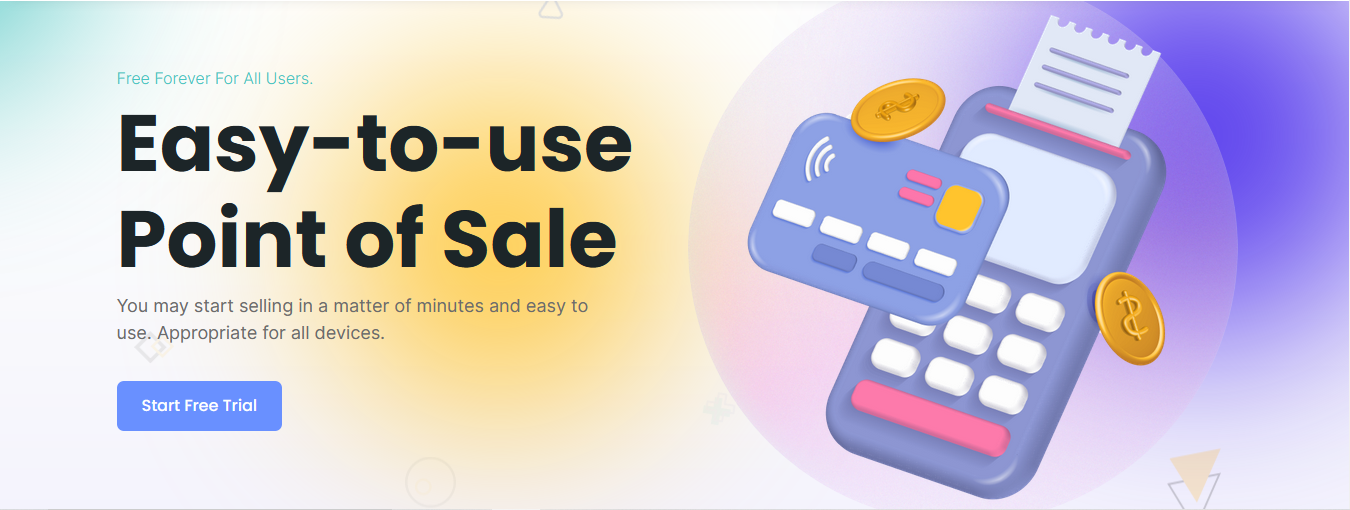 Free Forever For All Users.
Easy-to-use
Point of Sale
You may start selling in a matter of minutes and easy to
use. Appropriate for all devices.
Start Free Trial